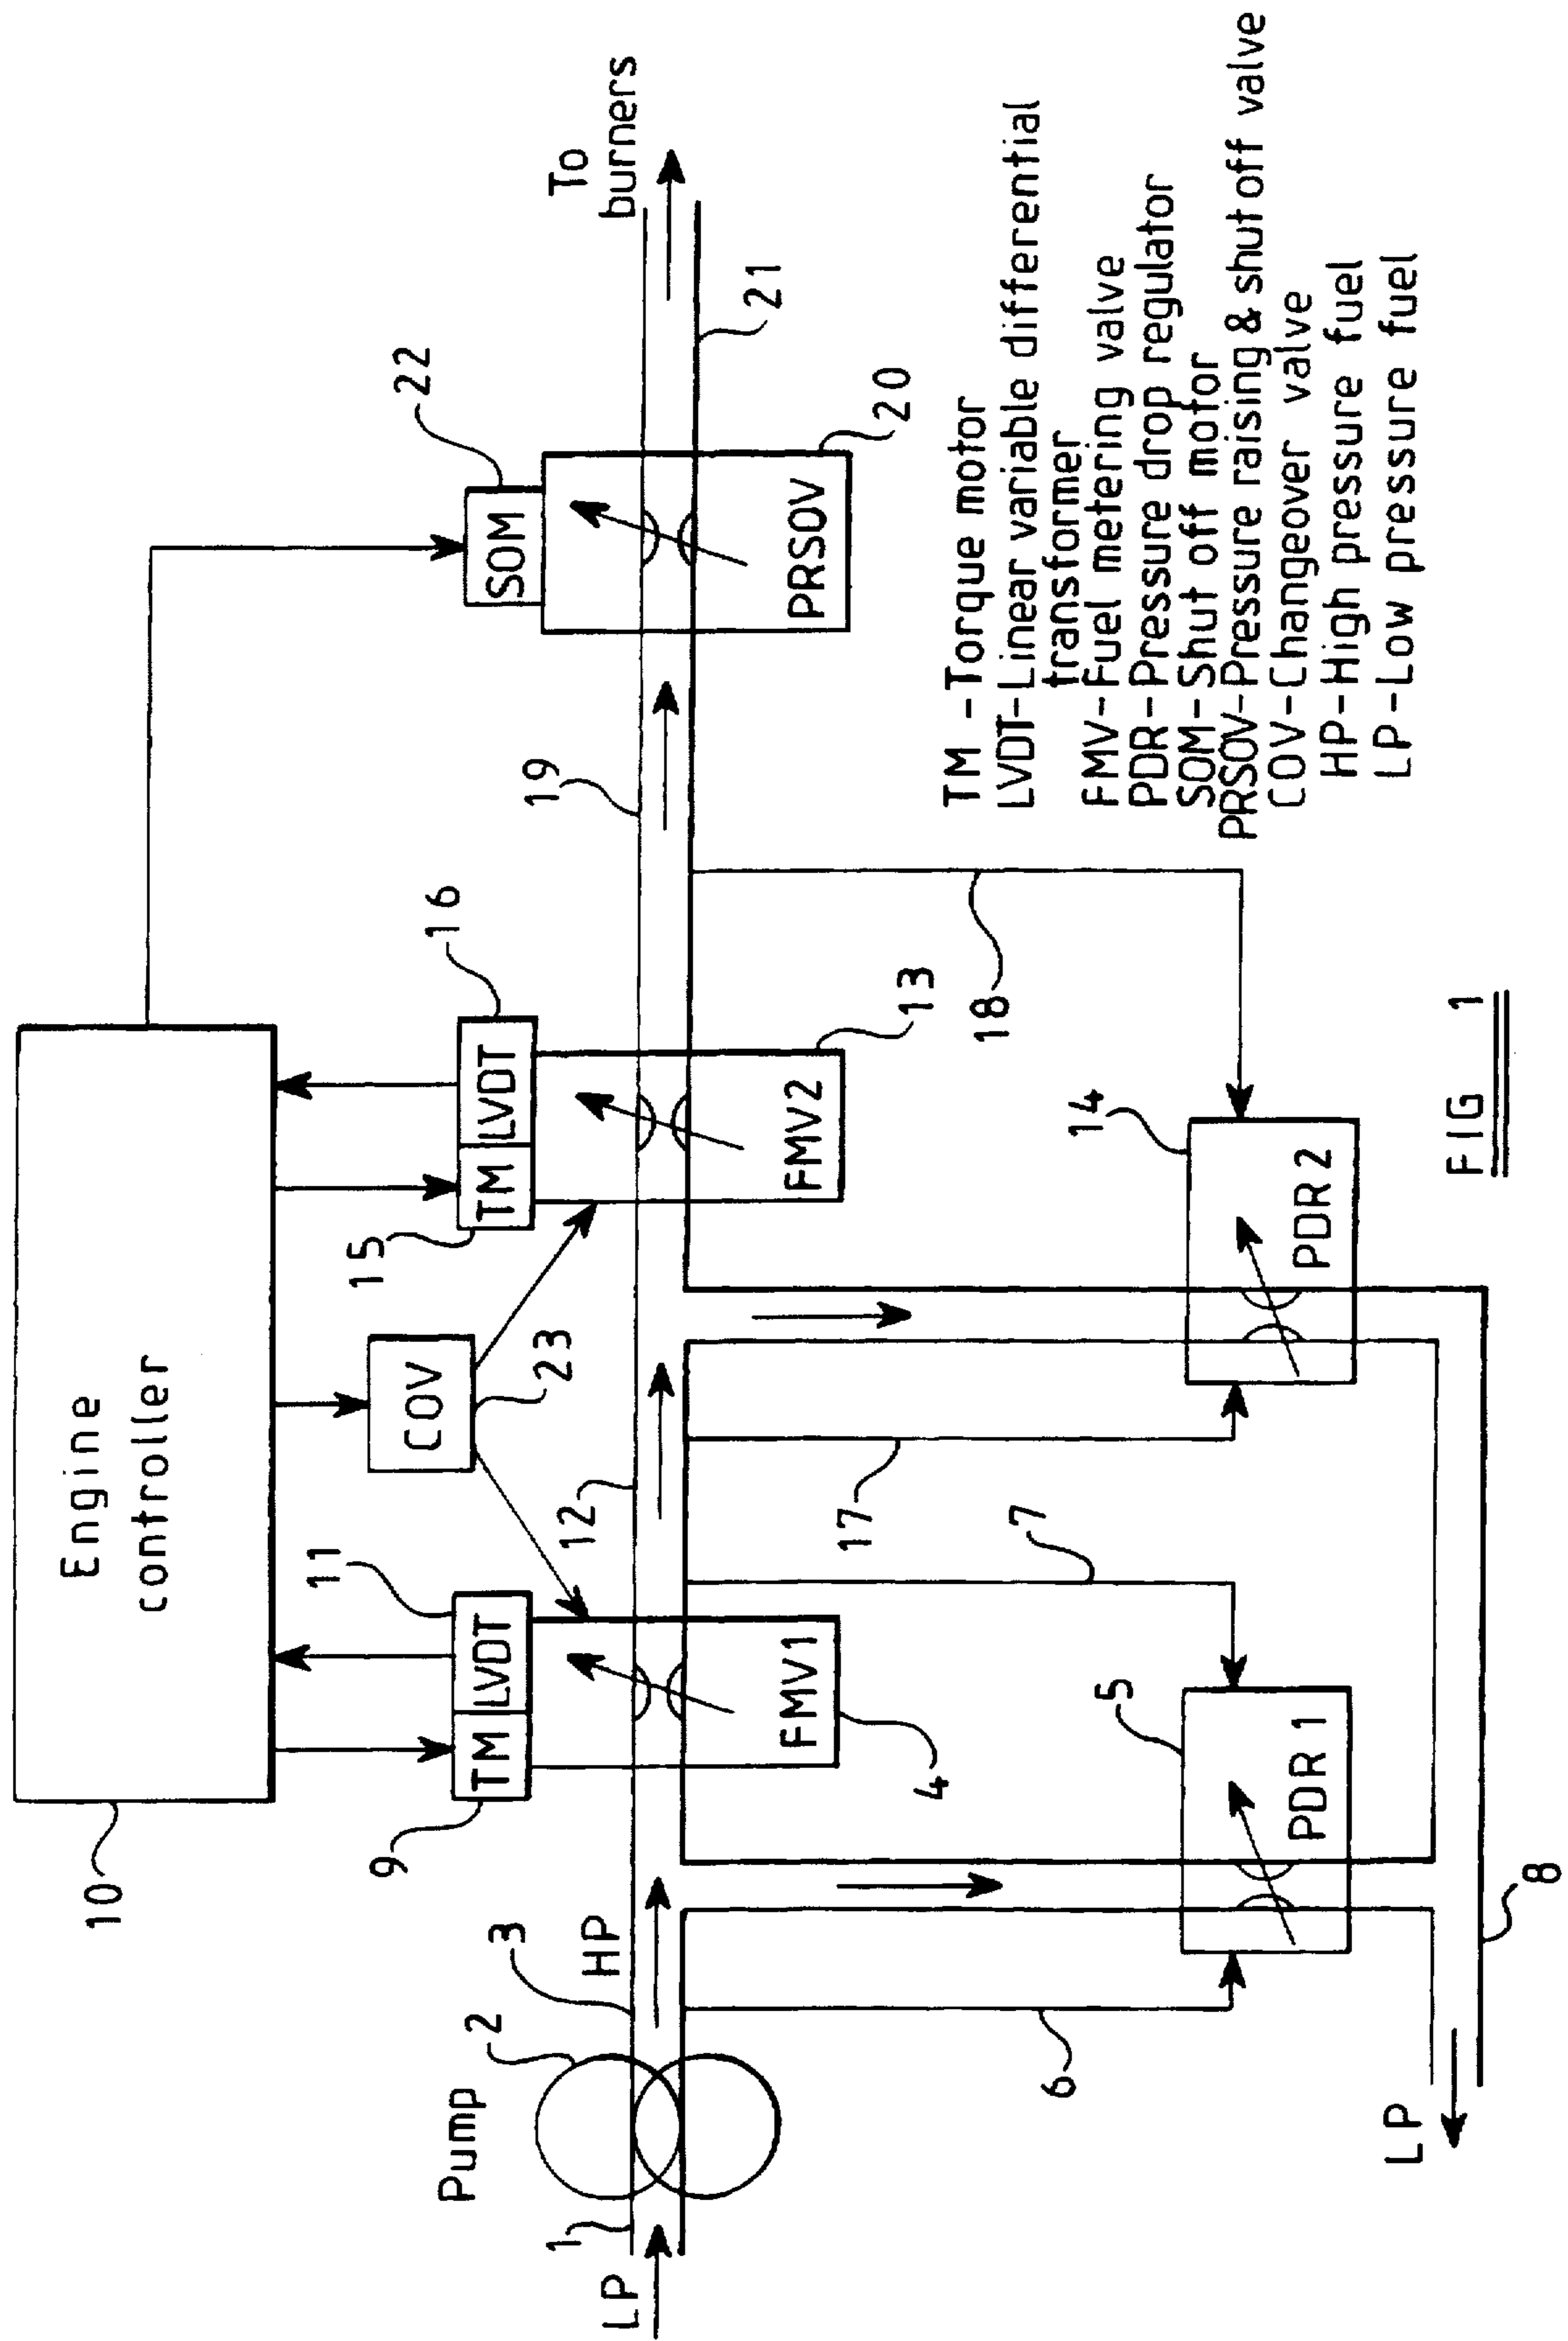 Engine
controller
10
22
SOM
To
burners
COV
23
9
TM
LVDT
11
15
TM
LVDT
16
Pump
2
3
HP
LP
1
12
19
21
FMV1
4
FMV2
13
PRSOV
20
6
7
17
18
5
PDR 1
14
PDR 2
LP
8
TM - Torque motor
LVDT-Linear variable differential
transformer
FMV-Fuel metering valve
PDR-Pressure drop regulator
SOM-Shut off motor
PRSOV-Pressure raising & shut off valve
COV-Changeover valve
HP-High pressure fuel
LP-Low pressure fuel
FIG 1